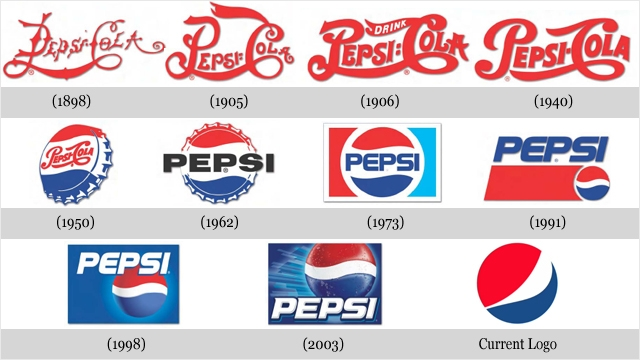 Pepsi-Cola
Pepsi:Cola
DRINK
PEPSI:COLA
PEPSI-COLA
(1898)
(1905)
(1906)
(1940)
PEPSI-COLA
PEPSI
PEPSI
PEPSI
(1950)
(1962)
(1973)
(1991)
PEPSI
PEPSI
(1998)
(2003)
Current Logo